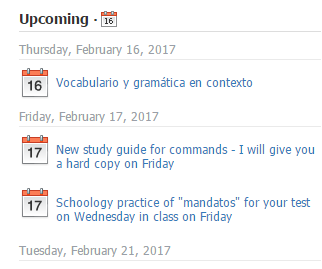 Upcoming · 16
Thursday, February 16, 2017
16 Vocabulario y gramática en contexto
Friday, February 17, 2017
17 New study guide for commands - I will give you
a hard copy on Friday
17 Schoology practice of "mandatos" for your test
on Wednesday in class on Friday
Tuesday, February 21, 2017